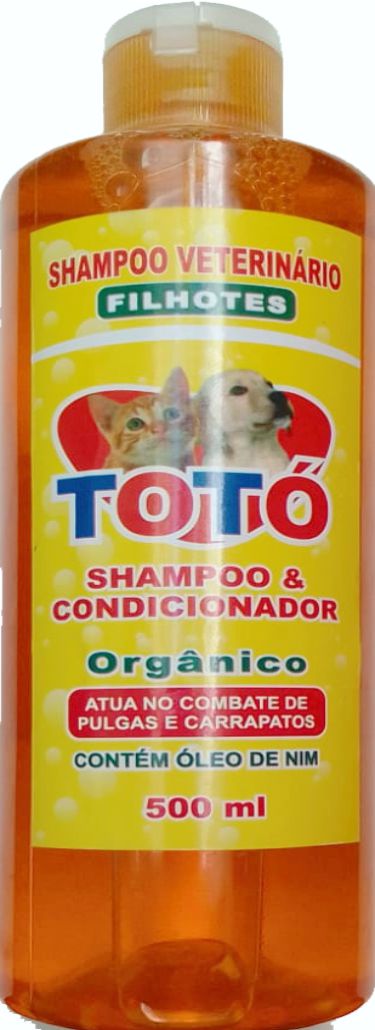 SHAMPOO VETERINÁRIO
FILHOTES
TOTÓ
SHAMPOO &
CONDICIONADOR
Orgânico
ATUA NO COMBATE DE
PULGAS E CARRAPATOS
CONTÉM ÓLEO DE NIM
500 ml